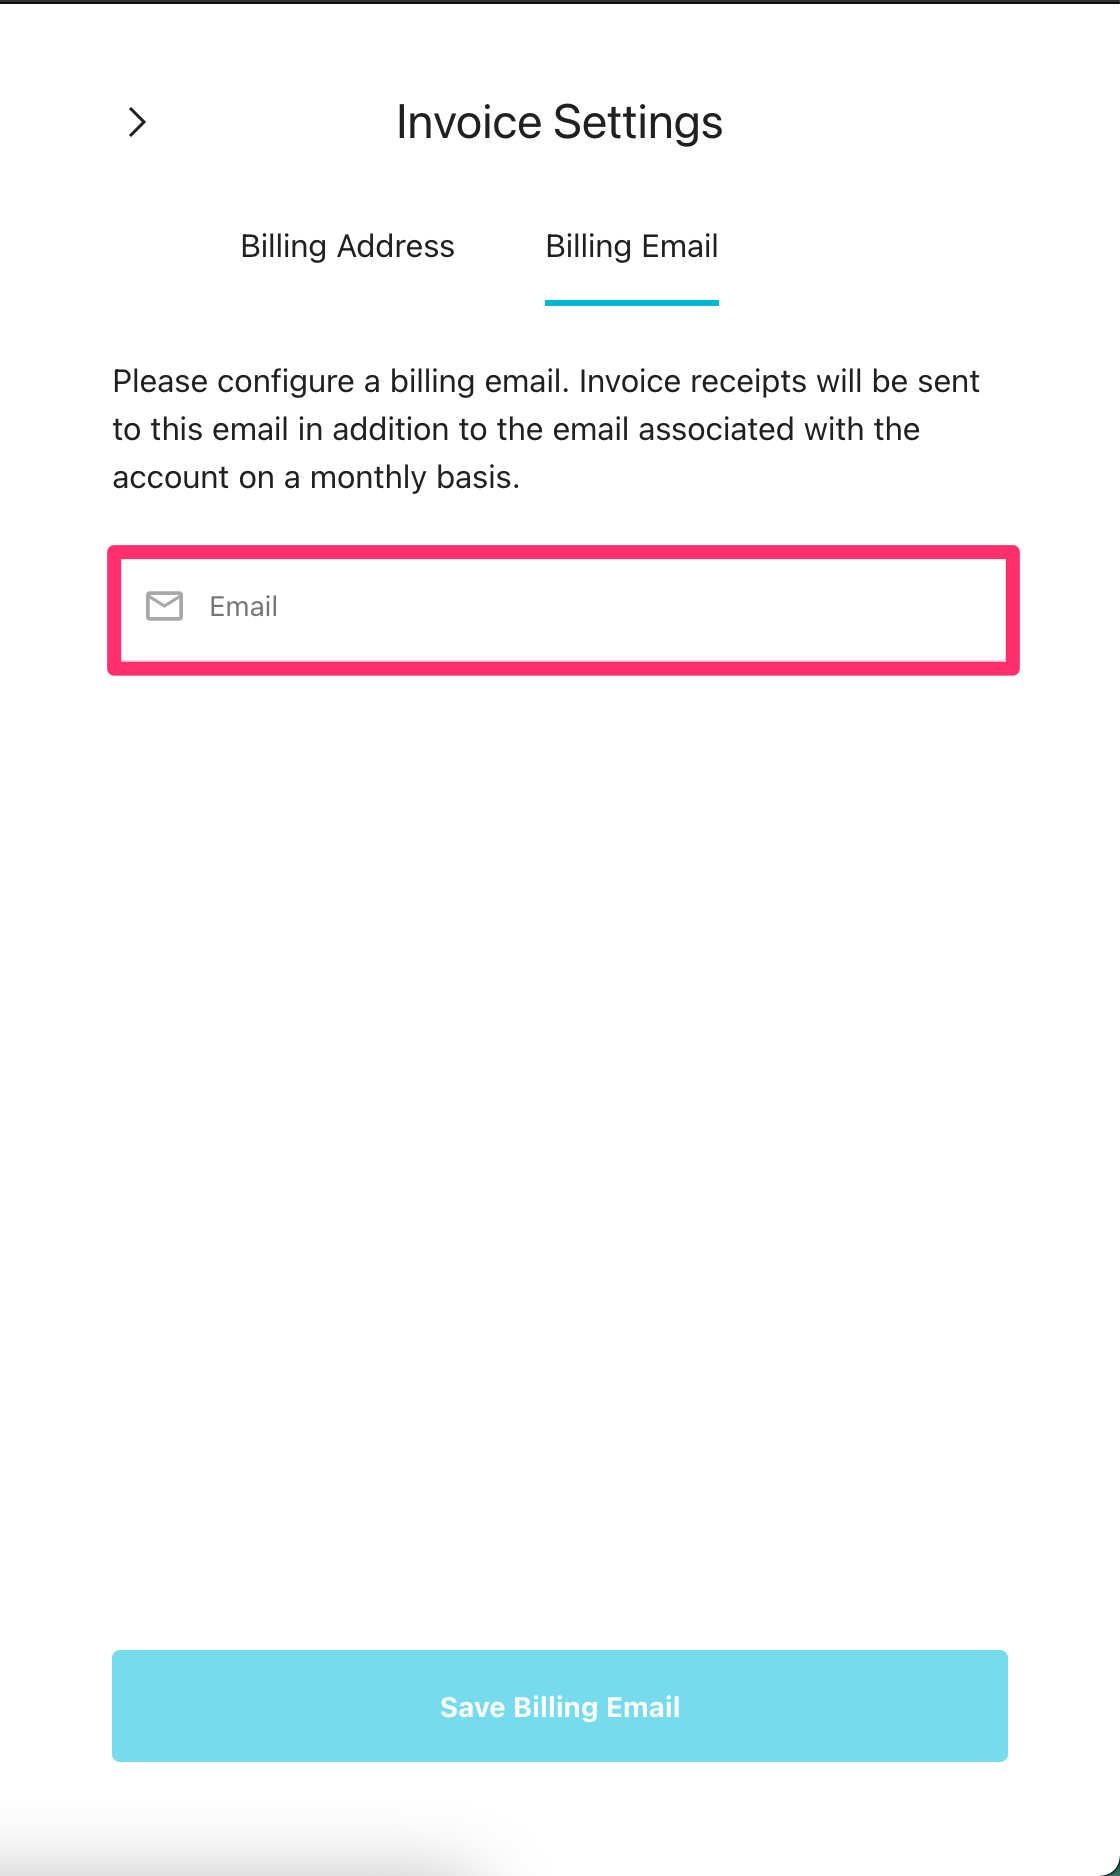 Invoice Settings
Billing Address
Billing Email
Please configure a billing email. Invoice receipts will be sent
to this email in addition to the email associated with the
account on a monthly basis.
Email
Save Billing Email